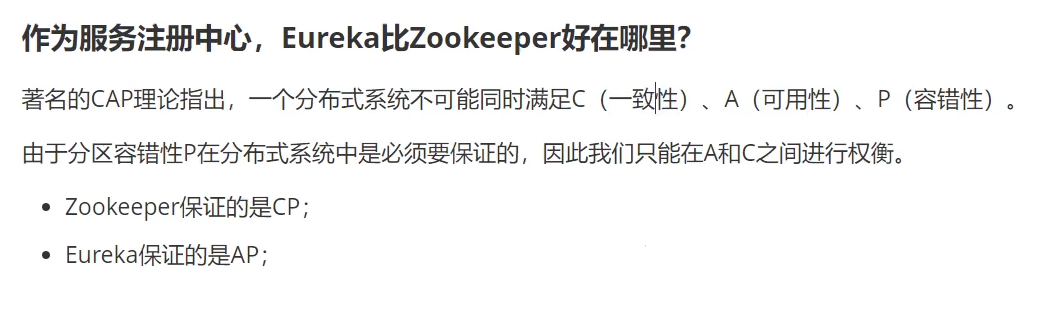 作为服务注册中心，Eureka比Zookeeper好在哪里？
著名的CAP理论指出，一个分布式系统不可能同时满足C（一致性）、A（可用性）、P（容错性）。
由于分区容错性P在分布式系统中是必须要保证的，因此我们只能在A和C之间进行权衡。
• Zookeeper保证的是CP；
• Eureka保证的是AP；